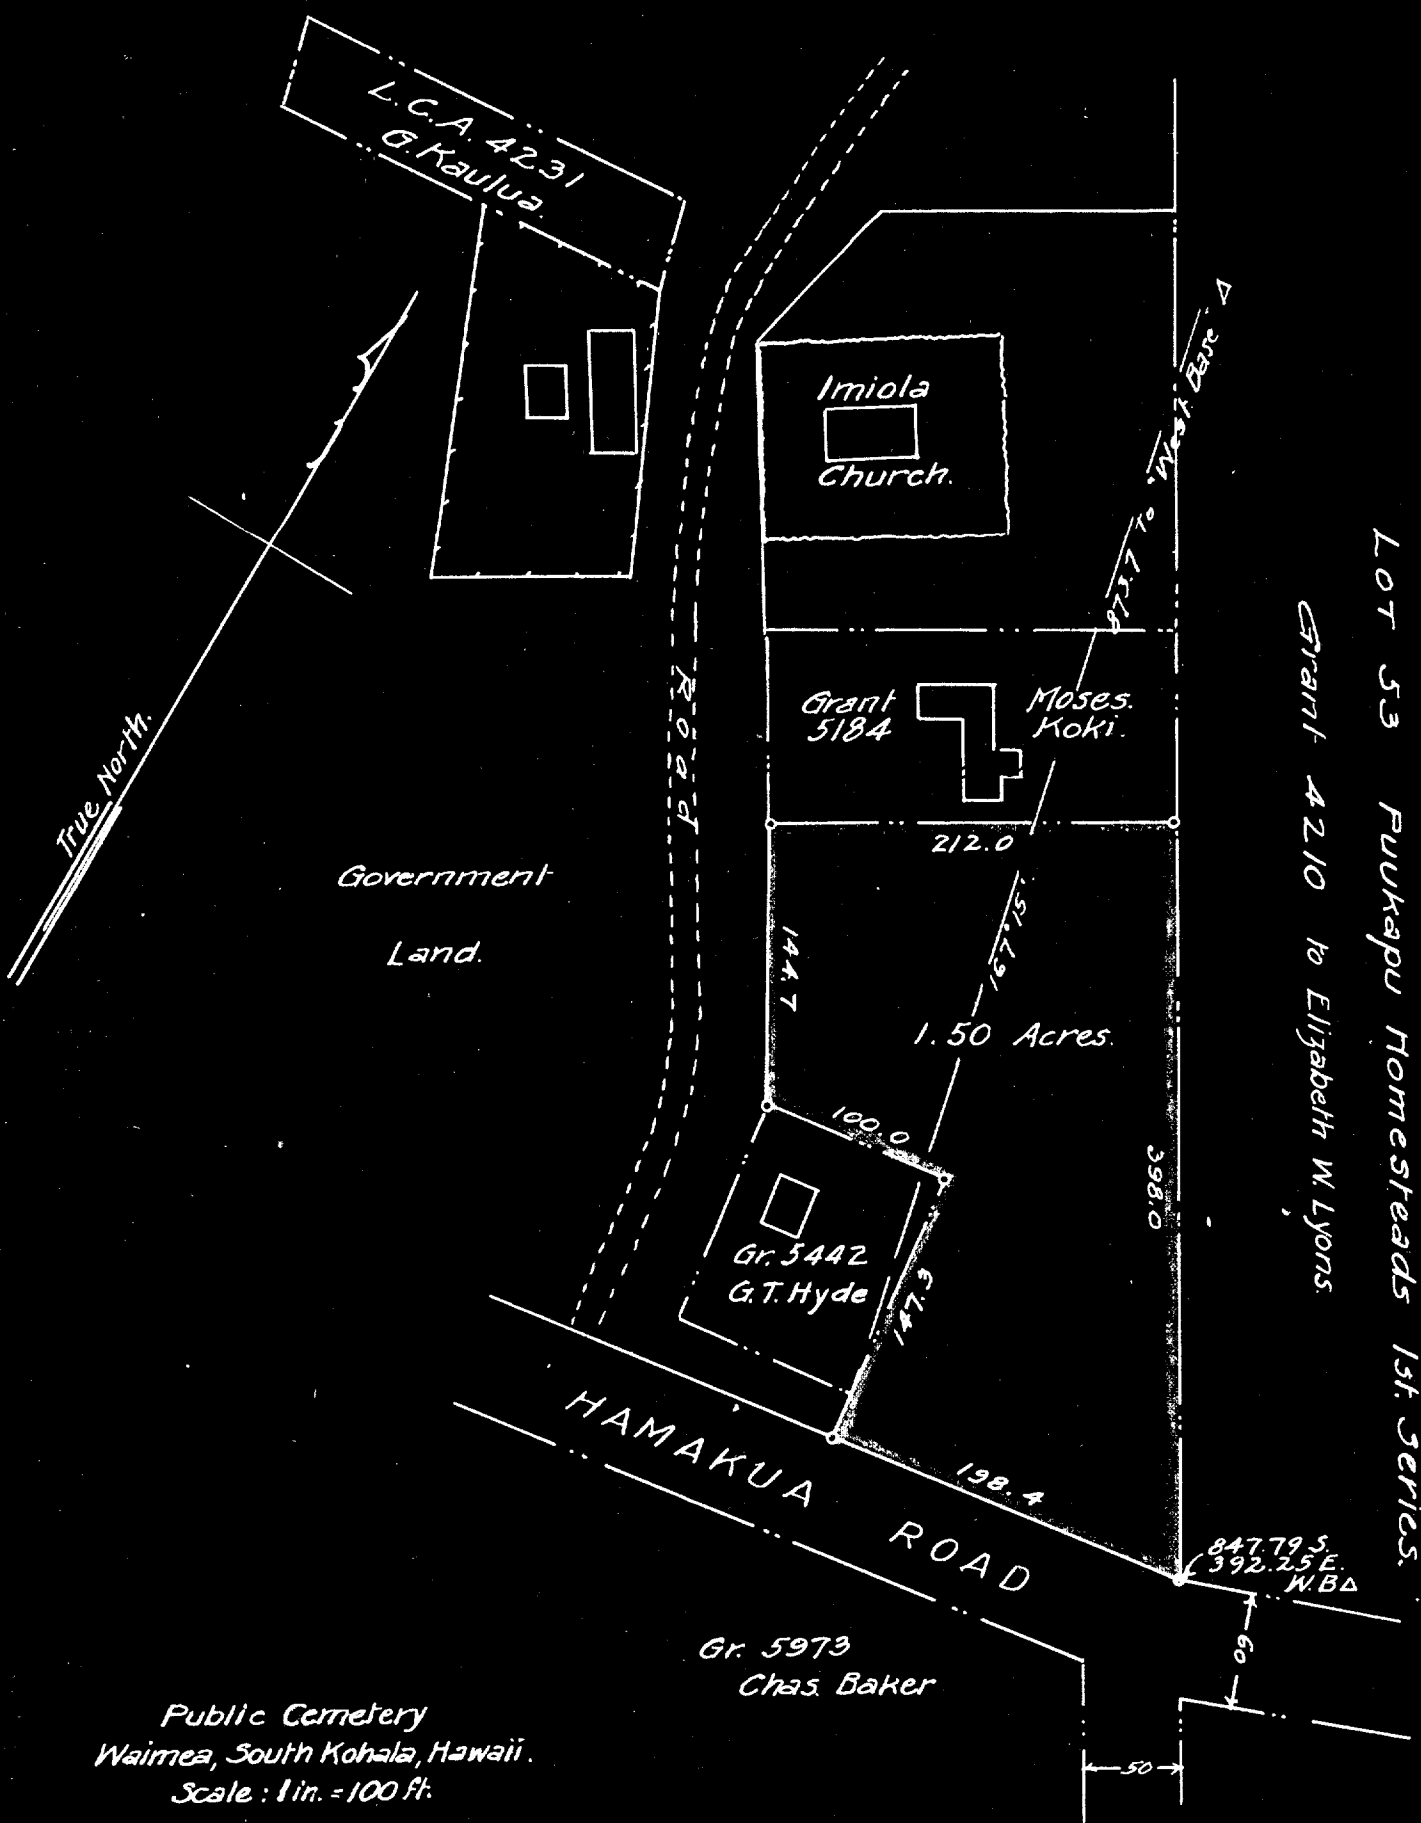 L.C.A. 4231
G. Kaulua.
Imiola
Church.
873.7 To "West Base" Δ
Lot 53 Puukapu Homesteads 1st. Series.
Grant 4210 to Elizabeth W. Lyons.
True North.
Road
Grant
5184
Moses.
Koki.
212.0
Government
Land.
144.7
167° 15'
1.50 Acres.
100.0
398.0
Gr. 5442
G.T. Hyde
147.3
HAMAKUA ROAD
198.4
847.79 S.
392.25 E.
W.B Δ
60
Gr. 5973
Chas. Baker
50
Public Cemetery
Waimea, South Kohala, Hawaii.
Scale : 1 in. = 100 ft.